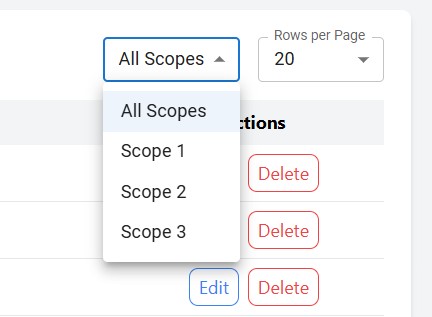 Rows per Page
All Scopes
20
All Scopes
ctions
Scope 1
Delete
Scope 2
Delete
Scope 3
Edit
Delete